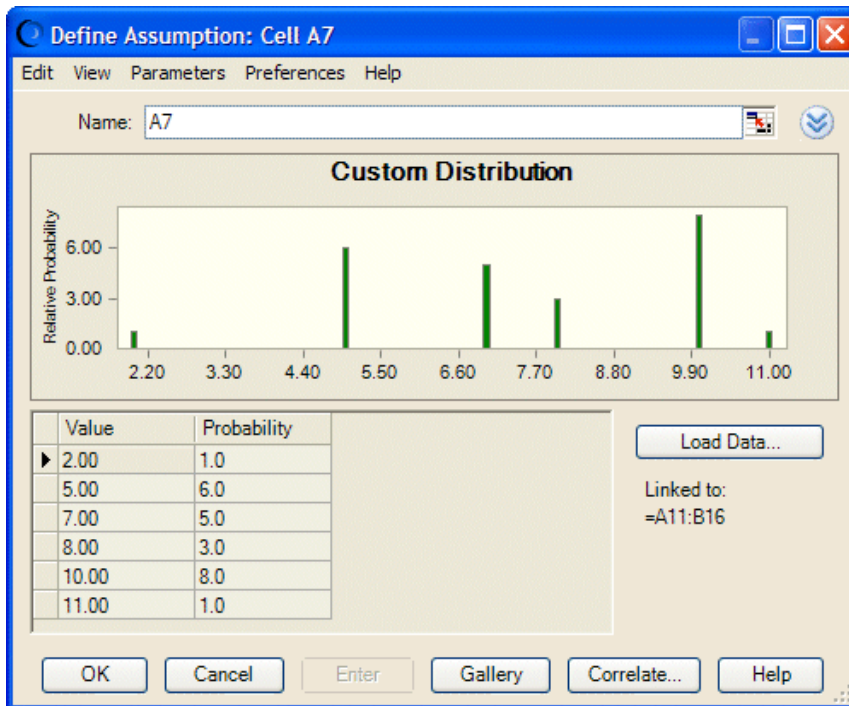 Define Assumption: Cell A7
Edit View Parameters Preferences Help
Name: A7
Custom Distribution
Relative Probability
6.00
3.00
0.00
2.20 3.30 4.40 5.50 6.60 7.70 8.80 9.90 11.00
Value Probability
2.00 1.0
5.00 6.0
7.00 5.0
8.00 3.0
10.00 8.0
11.00 1.0
Load Data...
Linked to:
=A11:B16
OK Cancel Enter Gallery Correlate... Help